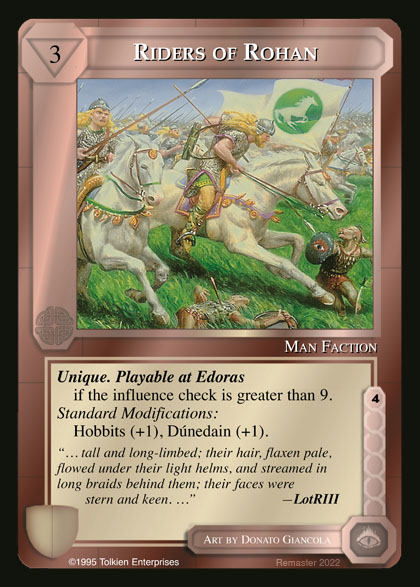 3
RIDERS OF ROHAN
MAN FACTION
Unique. Playable at Edoras
if the influence check is greater than 9.
Standard Modifications:
Hobbits (+1), Dúnedain (+1).
4
“… tall and long-limbed; their hair, flaxen pale,
flowed under their light helms, and streamed in
long braids behind them; their faces were
stern and keen. …” —LotRIII
ART BY DONATO GIANCOLA
©1995 Tolkien Enterprises
Remaster 2022